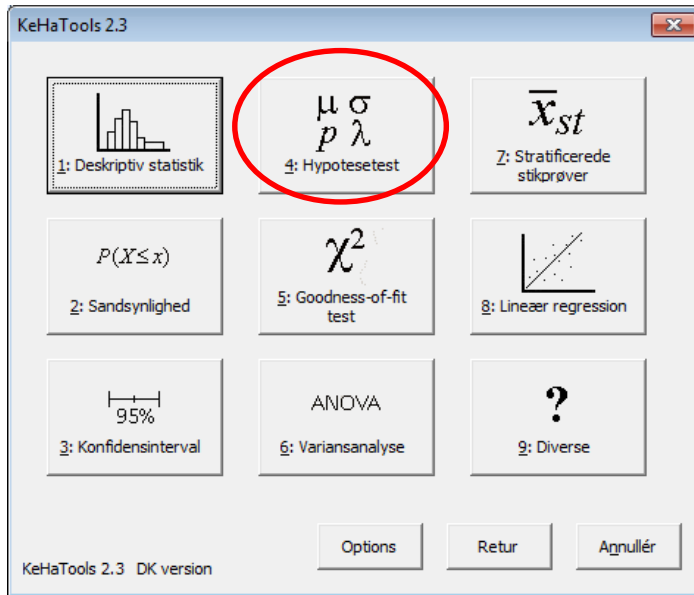 KeHaTools 2.3
1: Deskriptiv statistik
μ σ
p λ
4: Hypotesetest
x̅st
7: Stratificerede
stikprøver
P(X≤x)
2: Sandsynlighed
χ²
5: Goodness-of-fit
test
8: Lineær regression
95%
3: Konfidensinterval
ANOVA
6: Variansanalyse
?
9: Diverse
Options
Retur
Annullér
KeHaTools 2.3 DK version